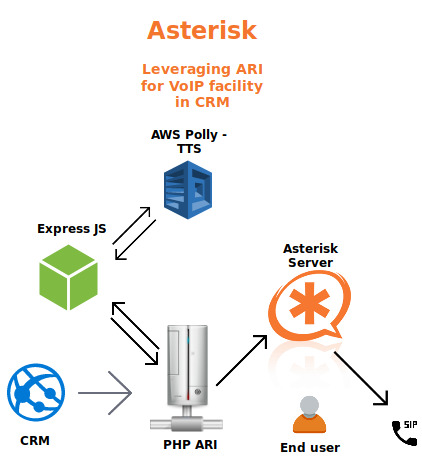 Asterisk
Leveraging ARI
for VoIP facility
in CRM
AWS Polly -
TTS
Express JS
Asterisk
Server
SIP
CRM
PHP ARI
End user